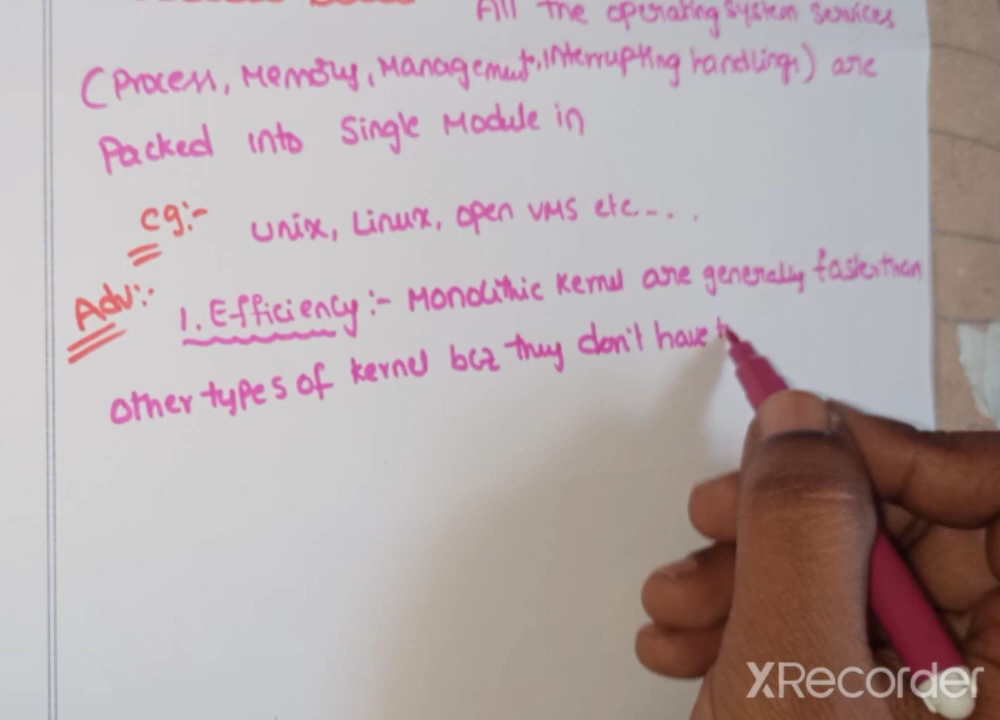 All the operating system services
(Process, Memory, Management, Interrupting handlings) are
Packed into Single Module in
eg:-
Unix, Linux, open VMS etc....
Adv:-
1. Efficiency :- Monolithic Kernel are generally faster than
other types of kernel bcz they don't have
XRecorder